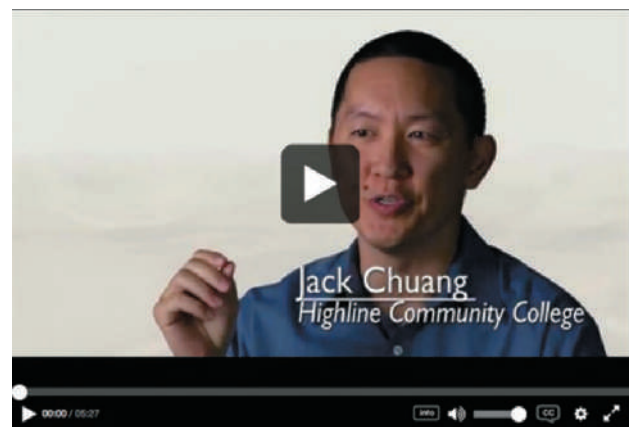 Jack Chuang
Highline Community College
00:00 / 05:27
info
CC